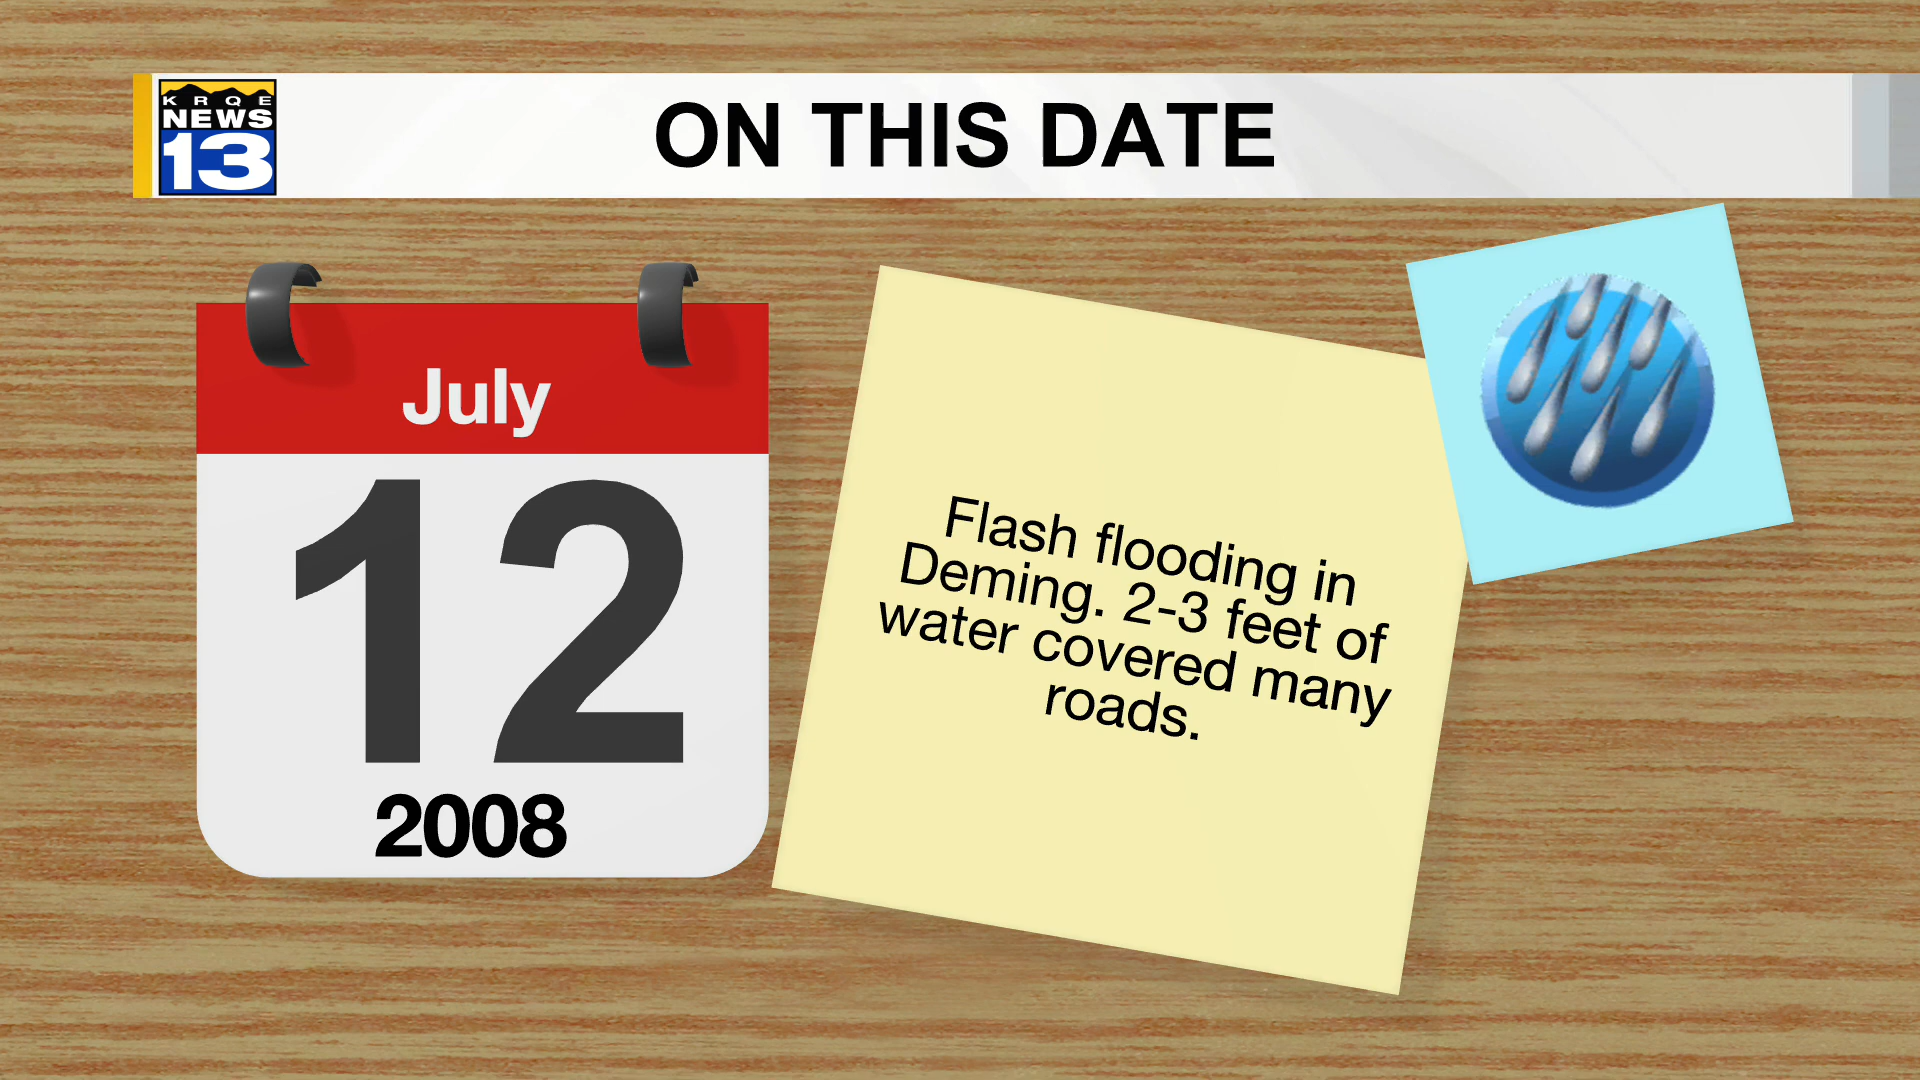 KRQE
NEWS
13
ON THIS DATE
July
12
2008
Flash flooding in
Deming. 2-3 feet of
water covered many
roads.